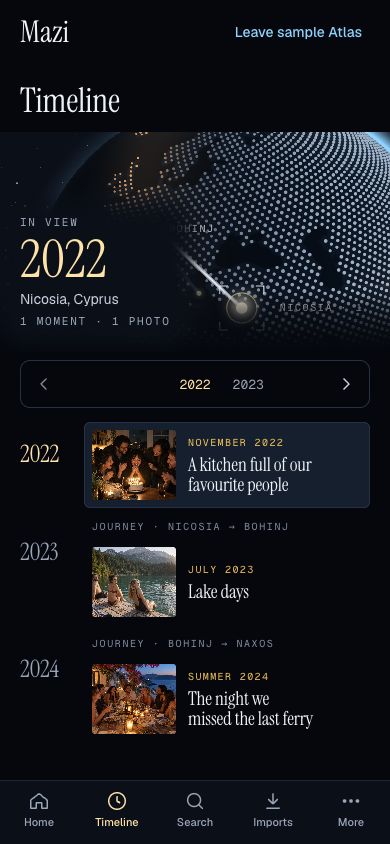 Mazi
Leave sample Atlas
Timeline
IN VIEW
2022
Nicosia, Cyprus
1 MOMENT · 1 PHOTO
OHINJ
NICOSIA · 1
2022 2023
2022
NOVEMBER 2022
A kitchen full of our
favourite people
JOURNEY · NICOSIA → BOHINJ
2023
JULY 2023
Lake days
JOURNEY · BOHINJ → NAXOS
2024
SUMMER 2024
The night we
missed the last ferry
Home
Timeline
Search
Imports
More